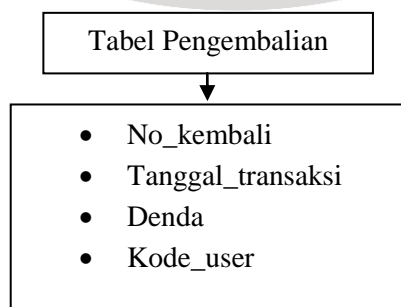 Tabel Pengembalian
• No_kembali
• Tanggal_transaksi
• Denda
• Kode_user